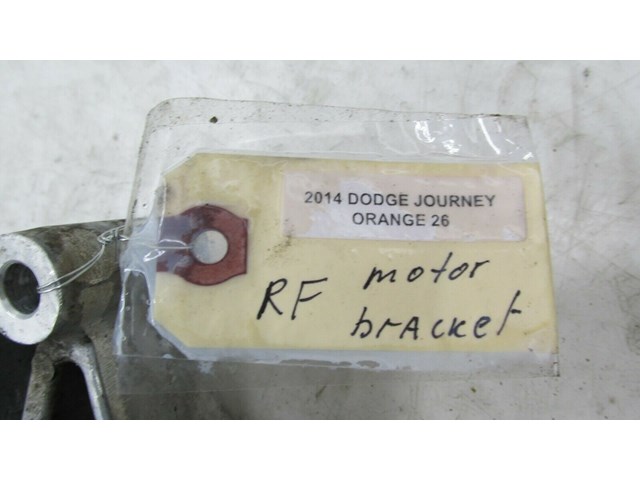 2014 DODGE JOURNEY
ORANGE 26
RF motor
bracket